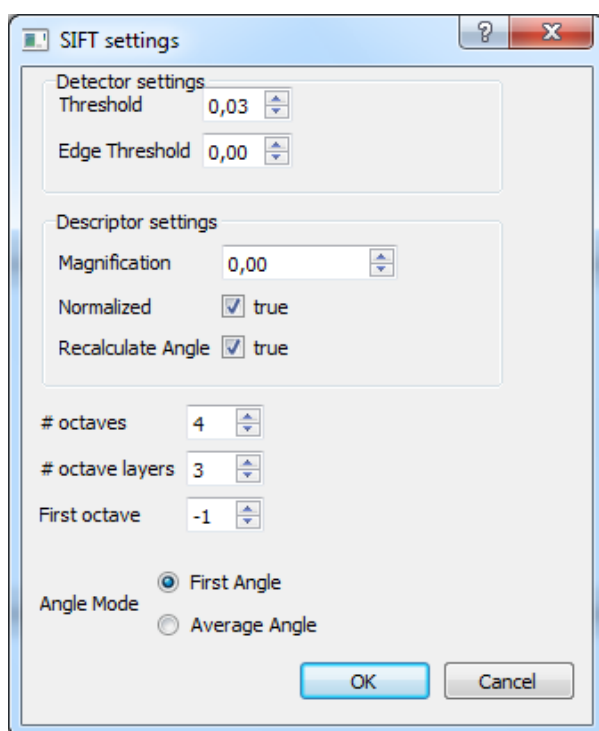 SIFT settings
Detector settings
Threshold 0,03
Edge Threshold 0,00
Descriptor settings
Magnification 0,00
Normalized true
Recalculate Angle true
# octaves 4
# octave layers 3
First octave -1
First Angle
Angle Mode
Average Angle
OK Cancel